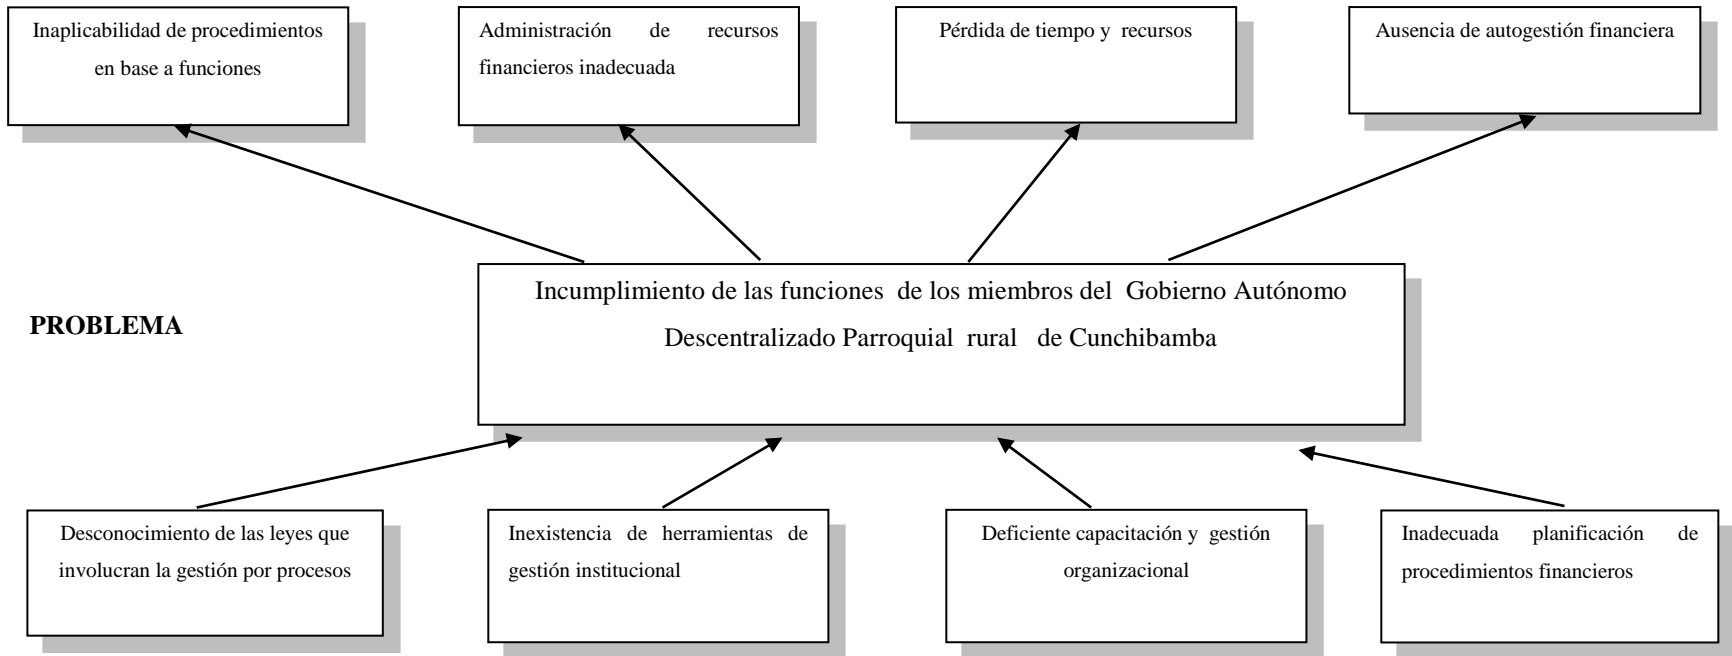 Inaplicabilidad de procedimientos
en base a funciones
Administración de recursos
financieros inadecuada
Pérdida de tiempo y recursos
Ausencia de autogestión financiera
PROBLEMA
Incumplimiento de las funciones de los miembros del Gobierno Autónomo
Descentralizado Parroquial rural de Cunchibamba
Desconocimiento de las leyes que
involucran la gestión por procesos
Inexistencia de herramientas de
gestión institucional
Deficiente capacitación y gestión
organizacional
Inadecuada planificación de
procedimientos financieros